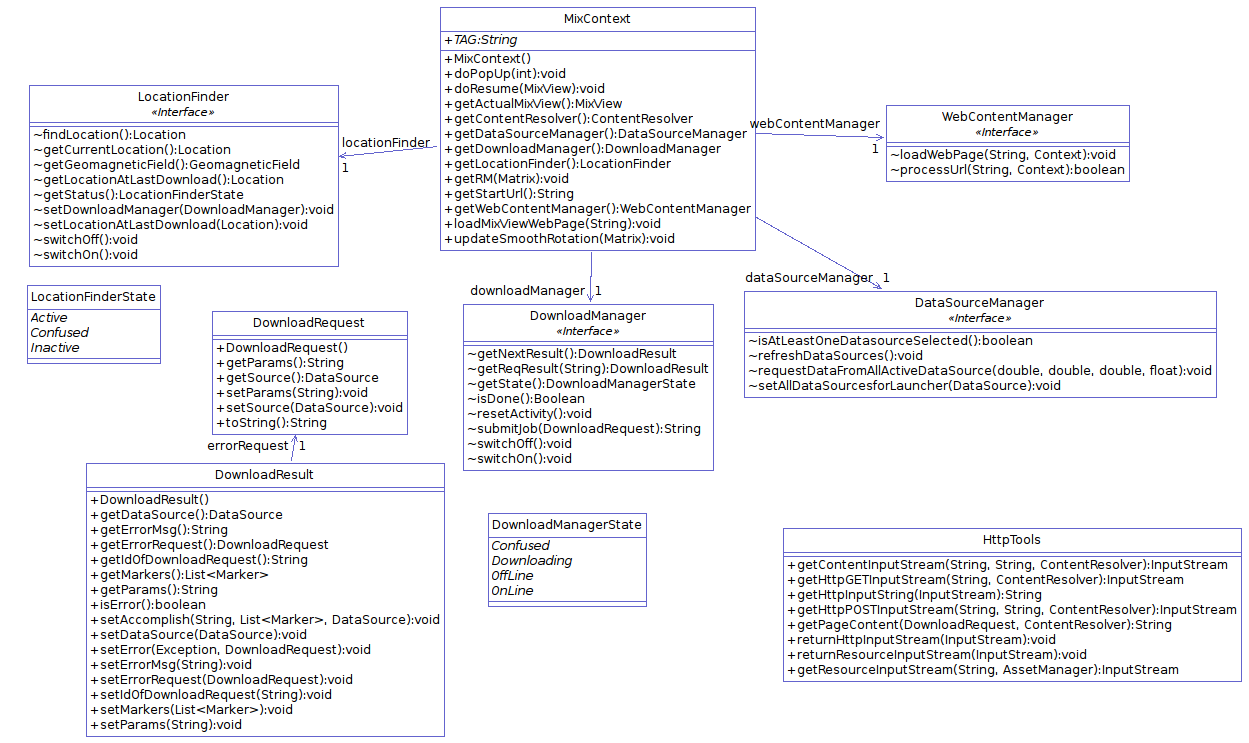 MixContext
+TAG:String
+MixContext()
+doPopUp(int):void
+doResume(MixView):void
+getActualMixView():MixView
+getContentResolver():ContentResolver
+getDataSourceManager():DataSourceManager
+getDownloadManager():DownloadManager
+getLocationFinder():LocationFinder
+getRM(Matrix):void
+getStartUrl():String
+getWebContentManager():WebContentManager
+loadMixViewWebPage(String):void
+updateSmoothRotation(Matrix):void
LocationFinder
«Interface»
~findLocation():Location
~getCurrentLocation():Location
~getGeomagneticField():GeomagneticField
~getLocationAtLastDownload():Location
~getStatus():LocationFinderState
~setDownloadManager(DownloadManager):void
~setLocationAtLastDownload(Location):void
~switchOff():void
~switchOn():void
locationFinder
1
webContentManager
1
WebContentManager
«Interface»
~loadWebPage(String, Context):void
~processUrl(String, Context):boolean
dataSourceManager 1
DataSourceManager
«Interface»
~isAtLeastOneDatasourceSelected():boolean
~refreshDataSources():void
~requestDataFromAllActiveDataSource(double, double, double, float):void
~setAllDataSourcesforLauncher(DataSource):void
downloadManager 1
DownloadManager
«Interface»
~getNextResult():DownloadResult
~getReqResult(String):DownloadResult
~getState():DownloadManagerState
~isDone():Boolean
~resetActivity():void
~submitJob(DownloadRequest):String
~switchOff():void
~switchOn():void
LocationFinderState
Active
Confused
Inactive
DownloadRequest
+DownloadRequest()
+getParams():String
+getSource():DataSource
+setParams(String):void
+setSource(DataSource):void
+toString():String
errorRequest 1
DownloadResult
+DownloadResult()
+getDataSource():DataSource
+getErrorMsg():String
+getErrorRequest():DownloadRequest
+getIdOfDownloadRequest():String
+getMarkers():List<Marker>
+getParams():String
+isError():boolean
+setAccomplish(String, List<Marker>, DataSource):void
+setDataSource(DataSource):void
+setError(Exception, DownloadRequest):void
+setErrorMsg(String):void
+setErrorRequest(DownloadRequest):void
+setIdOfDownloadRequest(String):void
+setMarkers(List<Marker>):void
+setParams(String):void
DownloadManagerState
Confused
Downloading
OffLine
OnLine
HttpTools
+getContentInputStream(String, String, ContentResolver):InputStream
+getHttpGETInputStream(String, ContentResolver):InputStream
+getHttpInputString(InputStream):String
+getHttpPOSTInputStream(String, String, ContentResolver):InputStream
+getPageContent(DownloadRequest, ContentResolver):String
+returnHttpInputStream(InputStream):void
+returnResourceInputStream(InputStream):void
+getResourceInputStream(String, AssetManager):InputStream